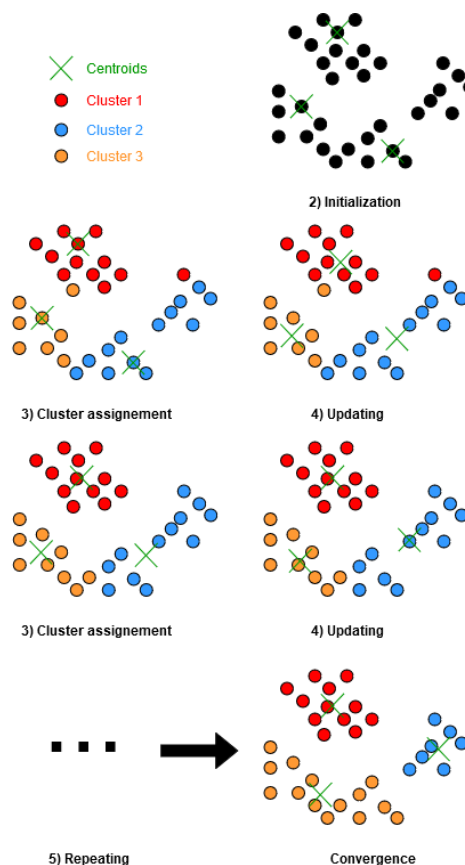 Centroids
Cluster 1
Cluster 2
Cluster 3
2) Initialization
3) Cluster assignement
4) Updating
3) Cluster assignement
4) Updating
5) Repeating
Convergence